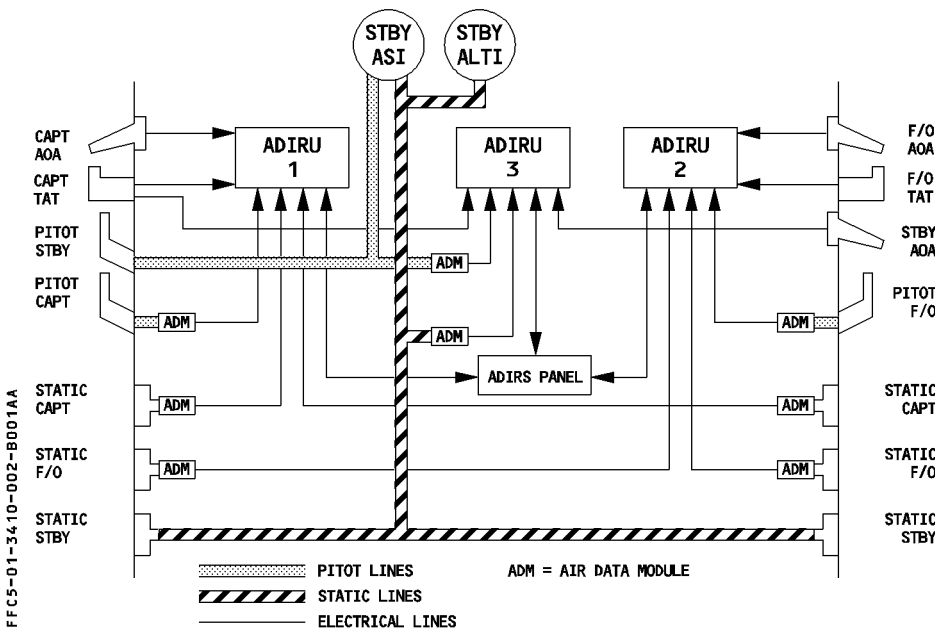 STBY
ASI
STBY
ALTI
CAPT
AOA
CAPT
TAT
PITOT
STBY
PITOT
CAPT
STATIC
CAPT
STATIC
F/O
STATIC
STBY
ADIRU
1
ADIRU
3
ADIRU
2
ADM
ADM
ADM
ADM
ADM
ADIRS PANEL
ADM
ADM
ADM
F/O
AOA
F/O
TAT
STBY
AOA
PITOT
F/O
STATIC
CAPT
STATIC
F/O
STATIC
STBY
PITOT LINES
ADM = AIR DATA MODULE
STATIC LINES
ELECTRICAL LINES
FFC5-01-3410-002-B001AA